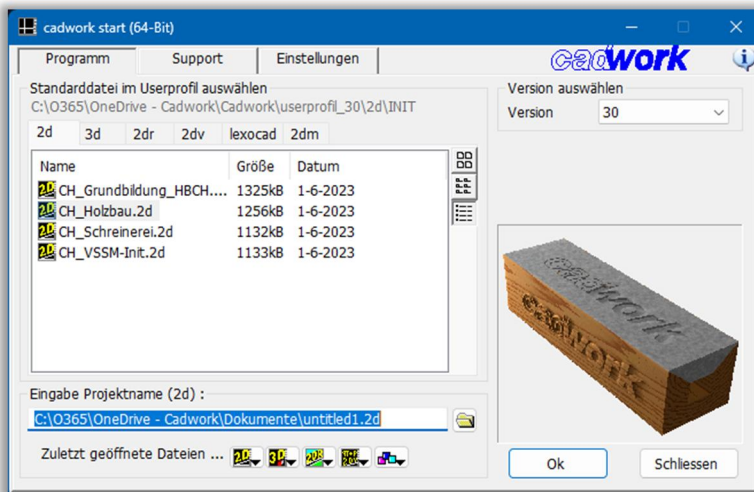 cadwork start (64-Bit)
Programm Support Einstellungen
cadwork
Standarddatei im Userprofil auswählen
C:\O365\OneDrive - Cadwork\Cadwork\userprofil_30\2d\INIT
2d 3d 2dr 2dv lexocad 2dm
Name Größe Datum
CH_Grundbildung_HBCH.... 1325kB 1-6-2023
CH_Holzbau.2d 1256kB 1-6-2023
CH_Schreinerei.2d 1132kB 1-6-2023
CH_VSSM-Init.2d 1133kB 1-6-2023
Version auswählen
Version 30
cadwork
cadwork
Eingabe Projektname (2d) :
C:\O365\OneDrive - Cadwork\Dokumente\untitled1.2d
Zuletzt geöffnete Dateien ...
Ok Schliessen